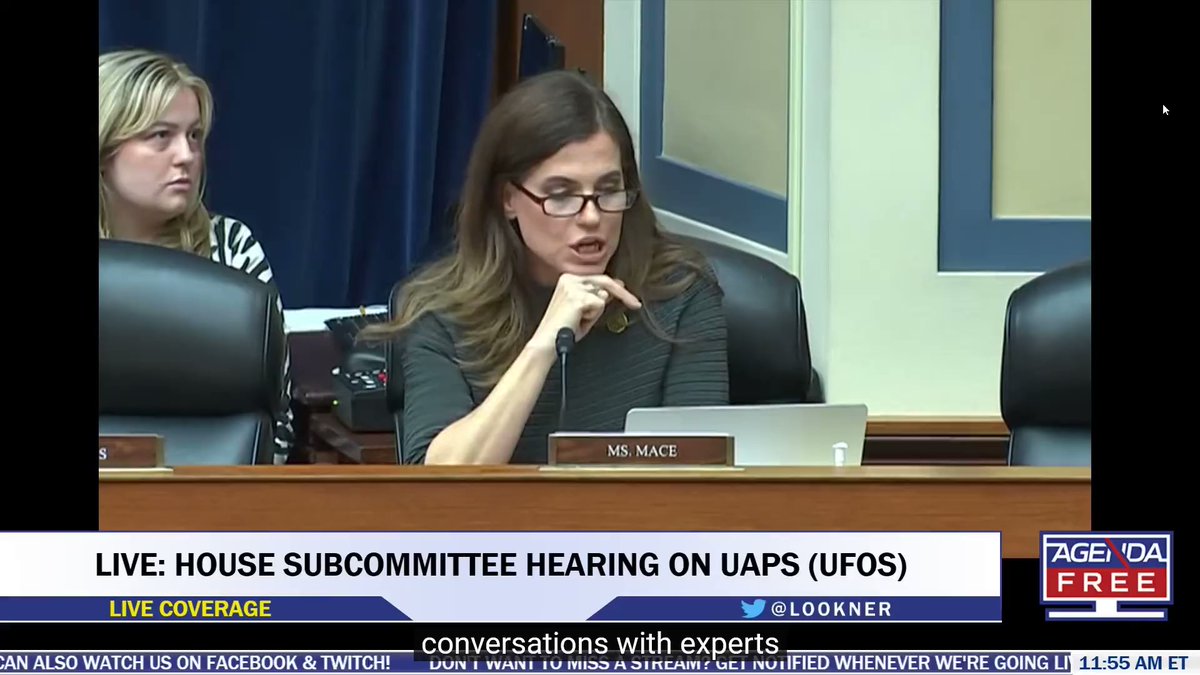 S
MS. MACE
LIVE: HOUSE SUBCOMMITTEE HEARING ON UAPS (UFOS)
AGENDA
FREE
LIVE COVERAGE
@LOOKNER
conversations with experts
CAN ALSO WATCH US ON FACEBOOK & TWITCH! DON'T WANT TO MISS A STREAM? GET NOTIFIED WHENEVER WE'RE GOING LI
11:55 AM ET